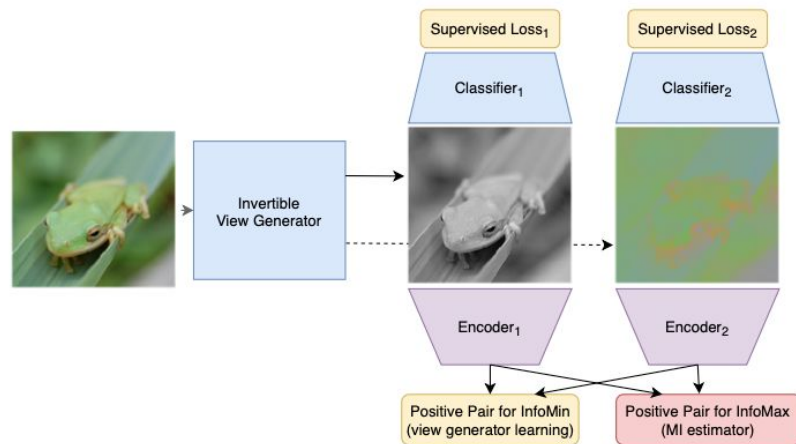 Supervised Loss1
Supervised Loss2
Classifier1
Classifier2
Invertible
View Generator
Encoder1
Encoder2
Positive Pair for InfoMin
(view generator learning)
Positive Pair for InfoMax
(MI estimator)